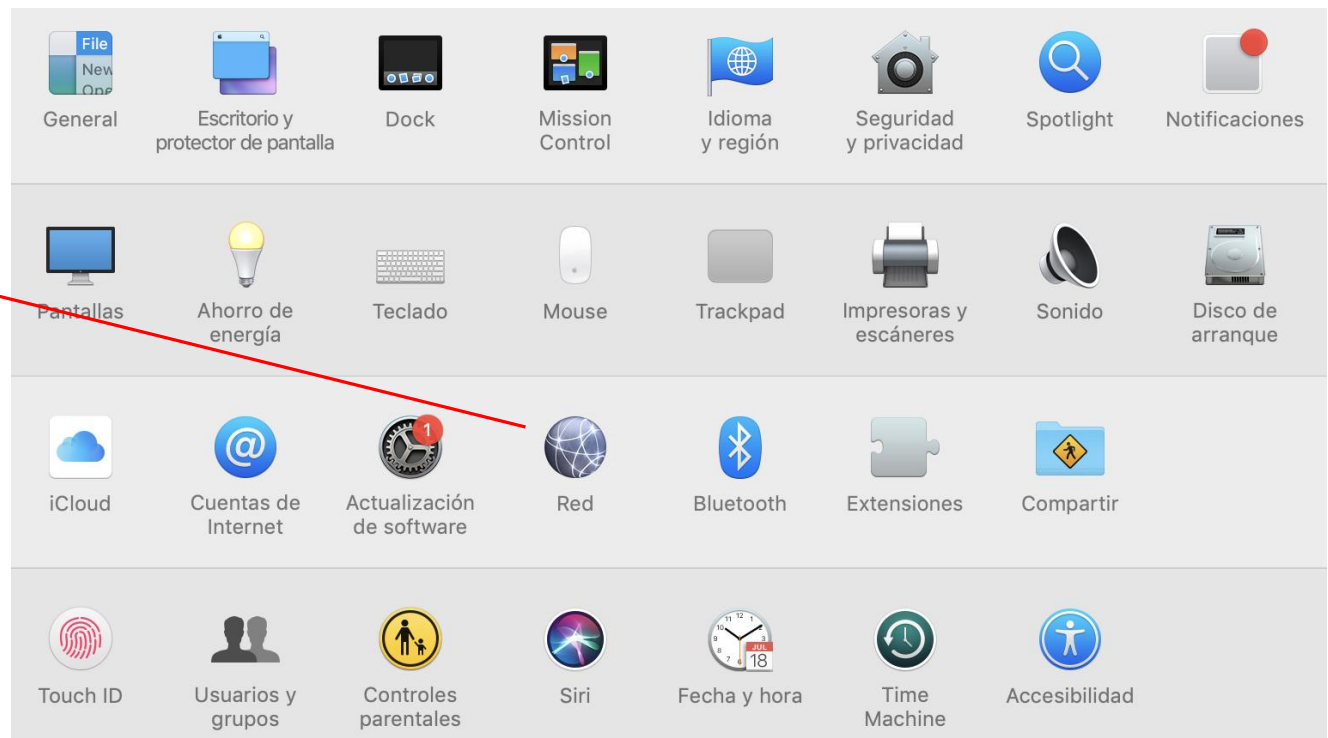 File
New
Ope
General
Escritorio y
protector de pantalla
Dock
Mission
Control
Idioma
y región
Seguridad
y privacidad
Spotlight
Notificaciones
Pantallas
Ahorro de
energía
Teclado
Mouse
Trackpad
Impresoras y
escáneres
Sonido
Disco de
arranque
iCloud
@
Cuentas de
Internet
1
Actualización
de software
Red
Bluetooth
Extensiones
Compartir
Touch ID
Usuarios y
grupos
Controles
parentales
Siri
JUL
18
Fecha y hora
Time
Machine
Accesibilidad